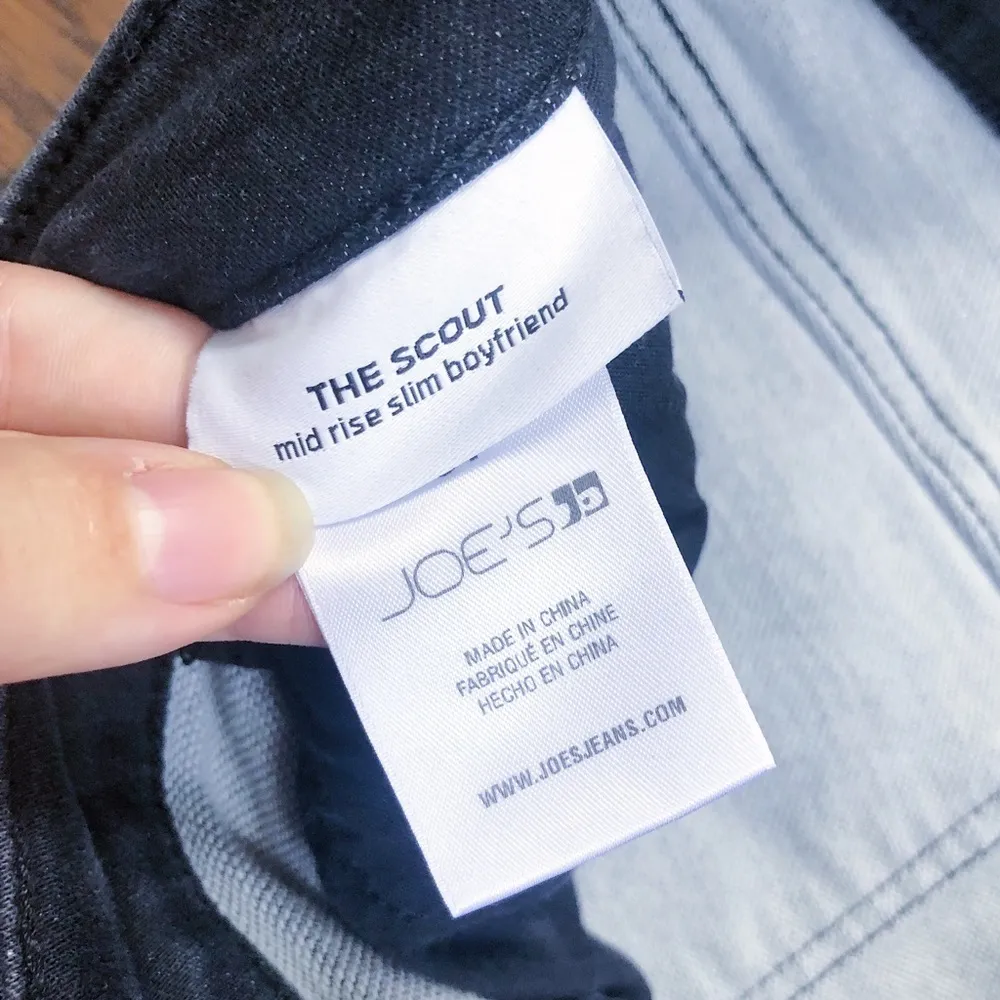 THE SCOUT
mid rise slim boyfriend
JOE'S
MADE IN CHINA
FABRIQUÉ EN CHINE
HECHO EN CHINA
WWW.JOESJEANS.COM